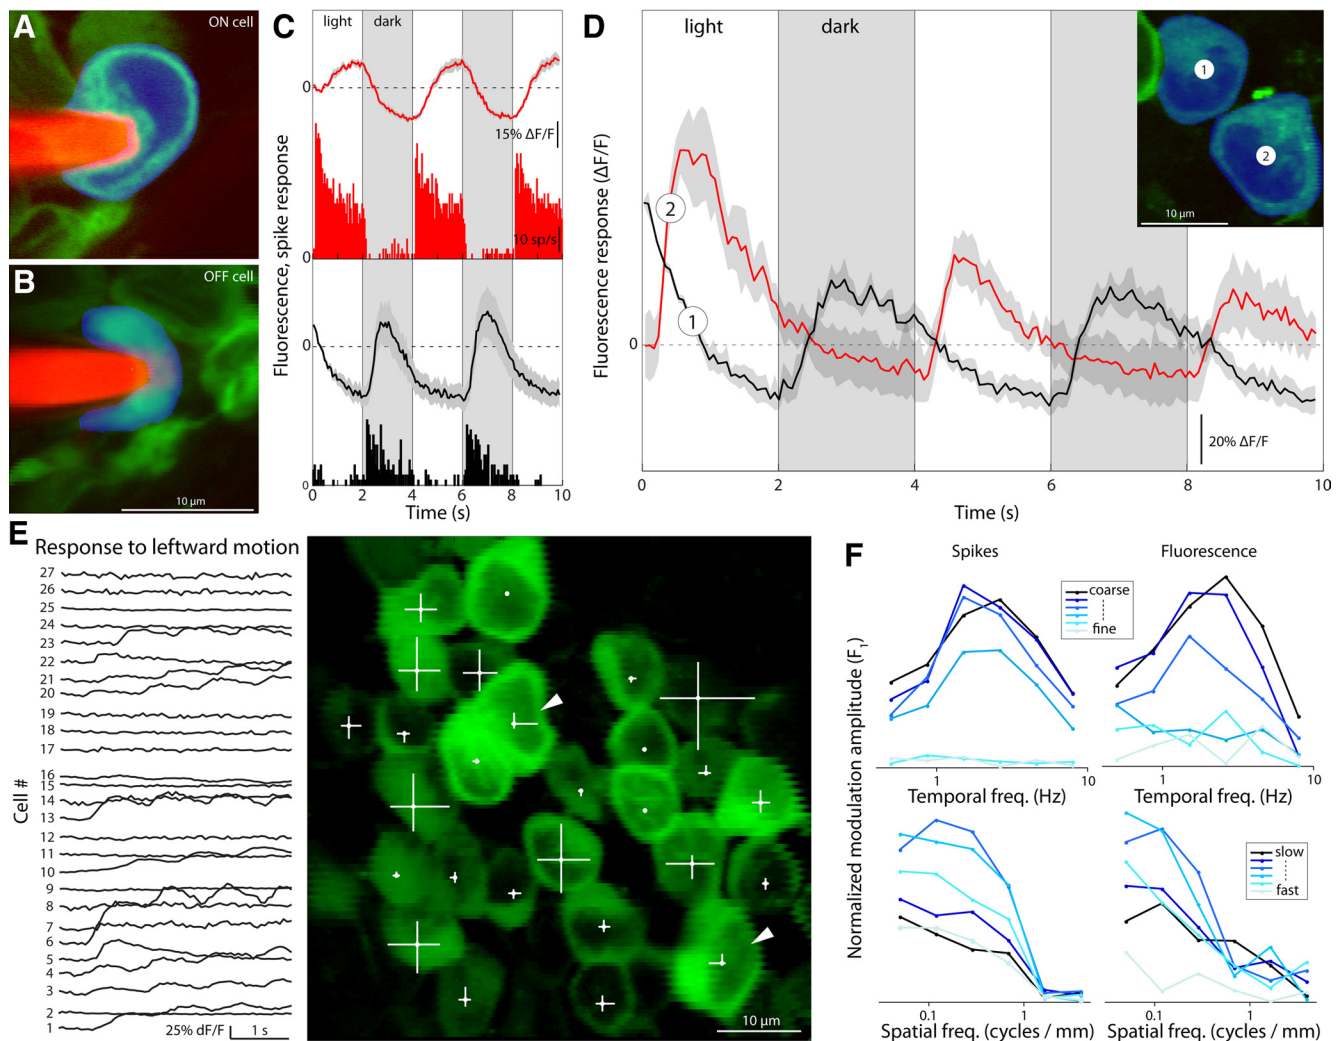 A
ON cell
B
OFF cell
10 µm
C
light
dark
Fluorescence, spike response
0
15% ΔF/F
10 sp/s
0
0
0
0 2 4 6 8 10
Time (s)
D
light
dark
Fluorescence response (ΔF/F)
0
2
1
1
2
10 µm
20% ΔF/F
0 2 4 6 8 10
Time (s)
E
Response to leftward motion
Cell #
27
26
25
24
23
22
21
20
19
18
17
16
15
14
13
12
11
10
9
8
7
6
5
4
3
2
1
25% dF/F
1 s
10 µm
F
Normalized modulation amplitude (F1)
Spikes
Fluorescence
coarse
fine
1 10
Temporal freq. (Hz)
1 10
Temporal freq. (Hz)
slow
fast
0.1 1
Spatial freq. (cycles / mm)
0.1 1
Spatial freq. (cycles / mm)